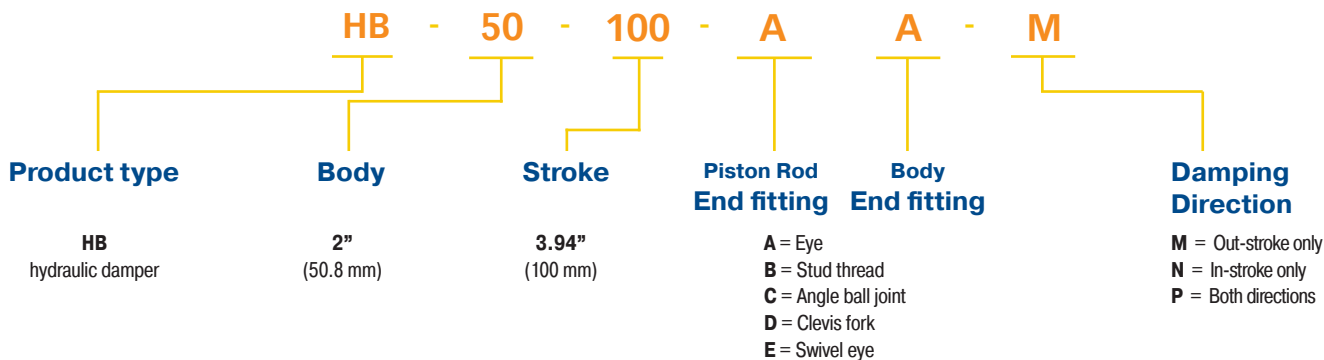 HB - 50 - 100 - A A - M
Product type
HB
hydraulic damper
Body
2”
(50.8 mm)
Stroke
3.94”
(100 mm)
Piston Rod
End fitting
Body
End fitting
A = Eye
B = Stud thread
C = Angle ball joint
D = Clevis fork
E = Swivel eye
Damping
Direction
M = Out-stroke only
N = In-stroke only
P = Both directions